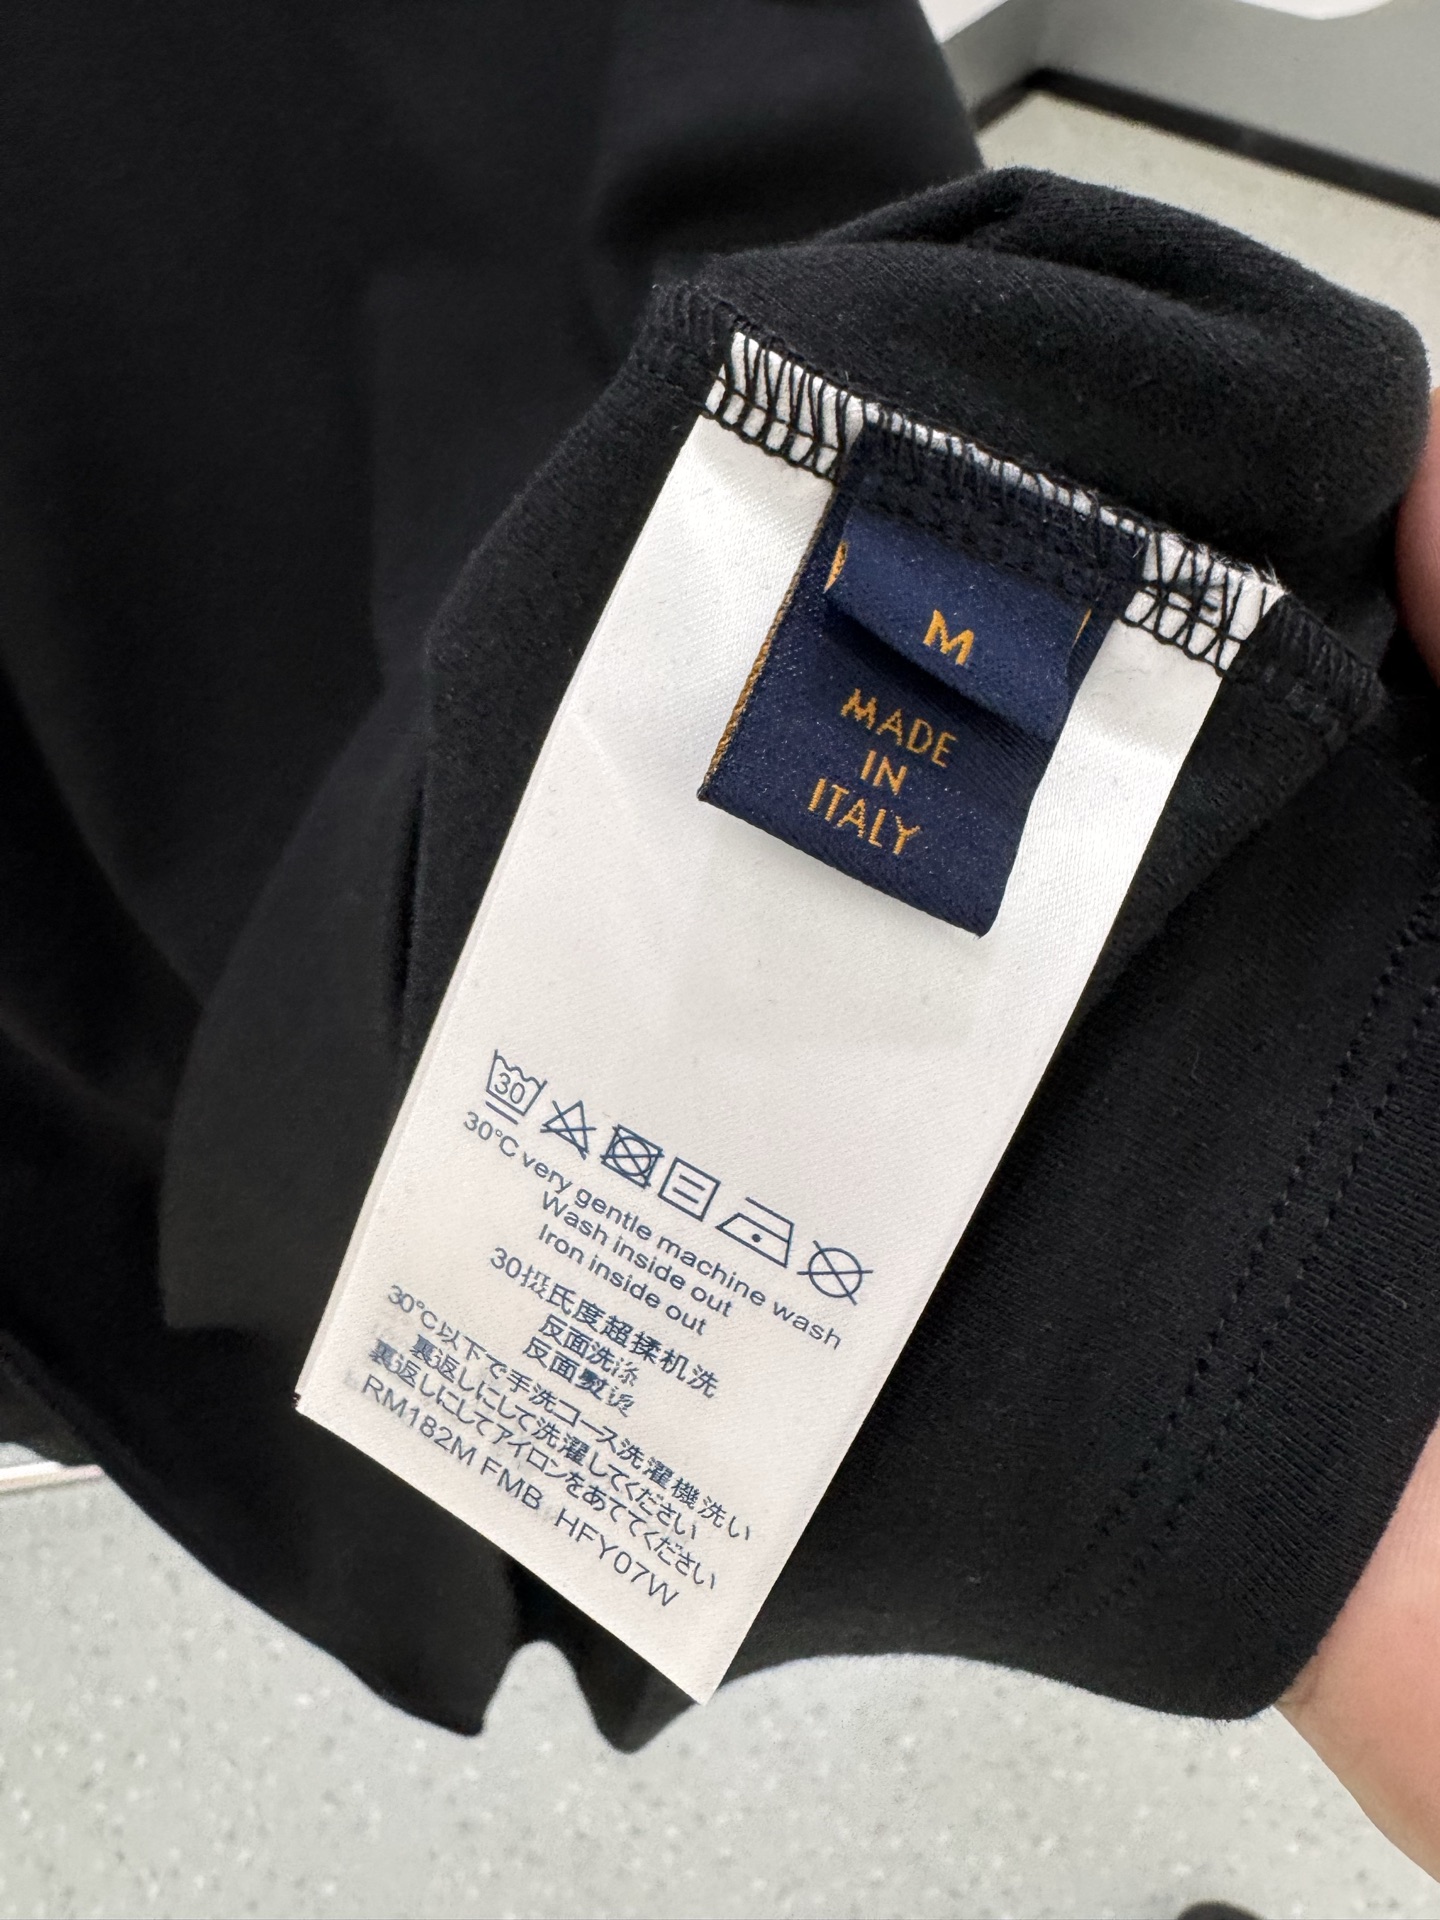 M
MADE
IN
ITALY
30
30°C very gentle machine wash
Wash inside out
Iron inside out
30摄氏度超揉机洗
反面洗涤
反面熨烫
30℃以下で手洗コース洗濯機洗い
裏返しにして洗濯してください
裏返しにしてアイロンをあててください
RM182M FMB HFY07W